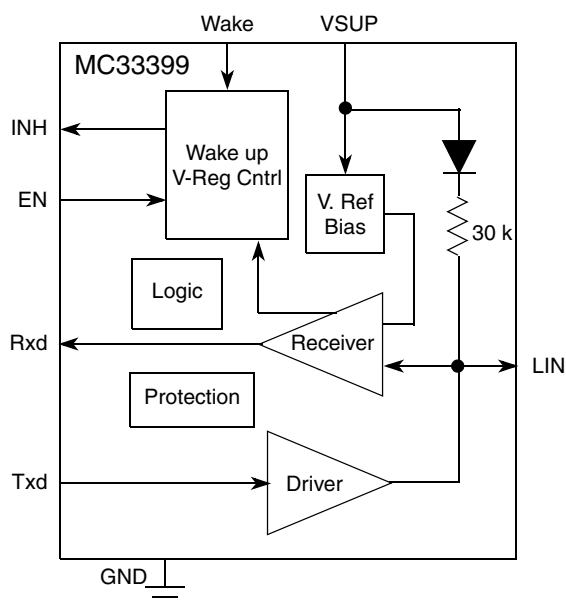 Wake
VSUP
MC33399
INH
Wake up
V-Reg Cntrl
EN
V. Ref
Bias
30 k
Logic
Rxd
Receiver
LIN
Protection
Txd
Driver
GND